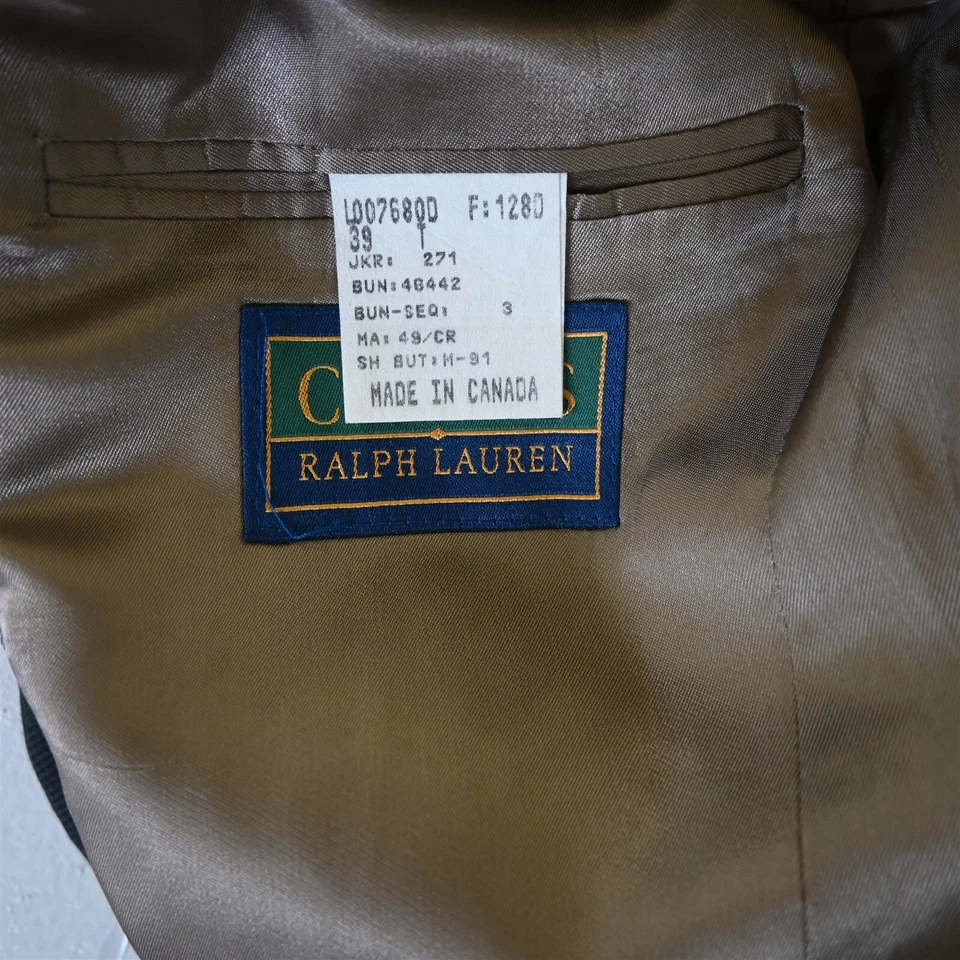 L007680D F:128D
39 T
JKR: 271
BUN:46442
BUN-SEQ: 3
MA: 49/CR
SH BUT:M-91
MADE IN CANADA
C S
RALPH LAUREN